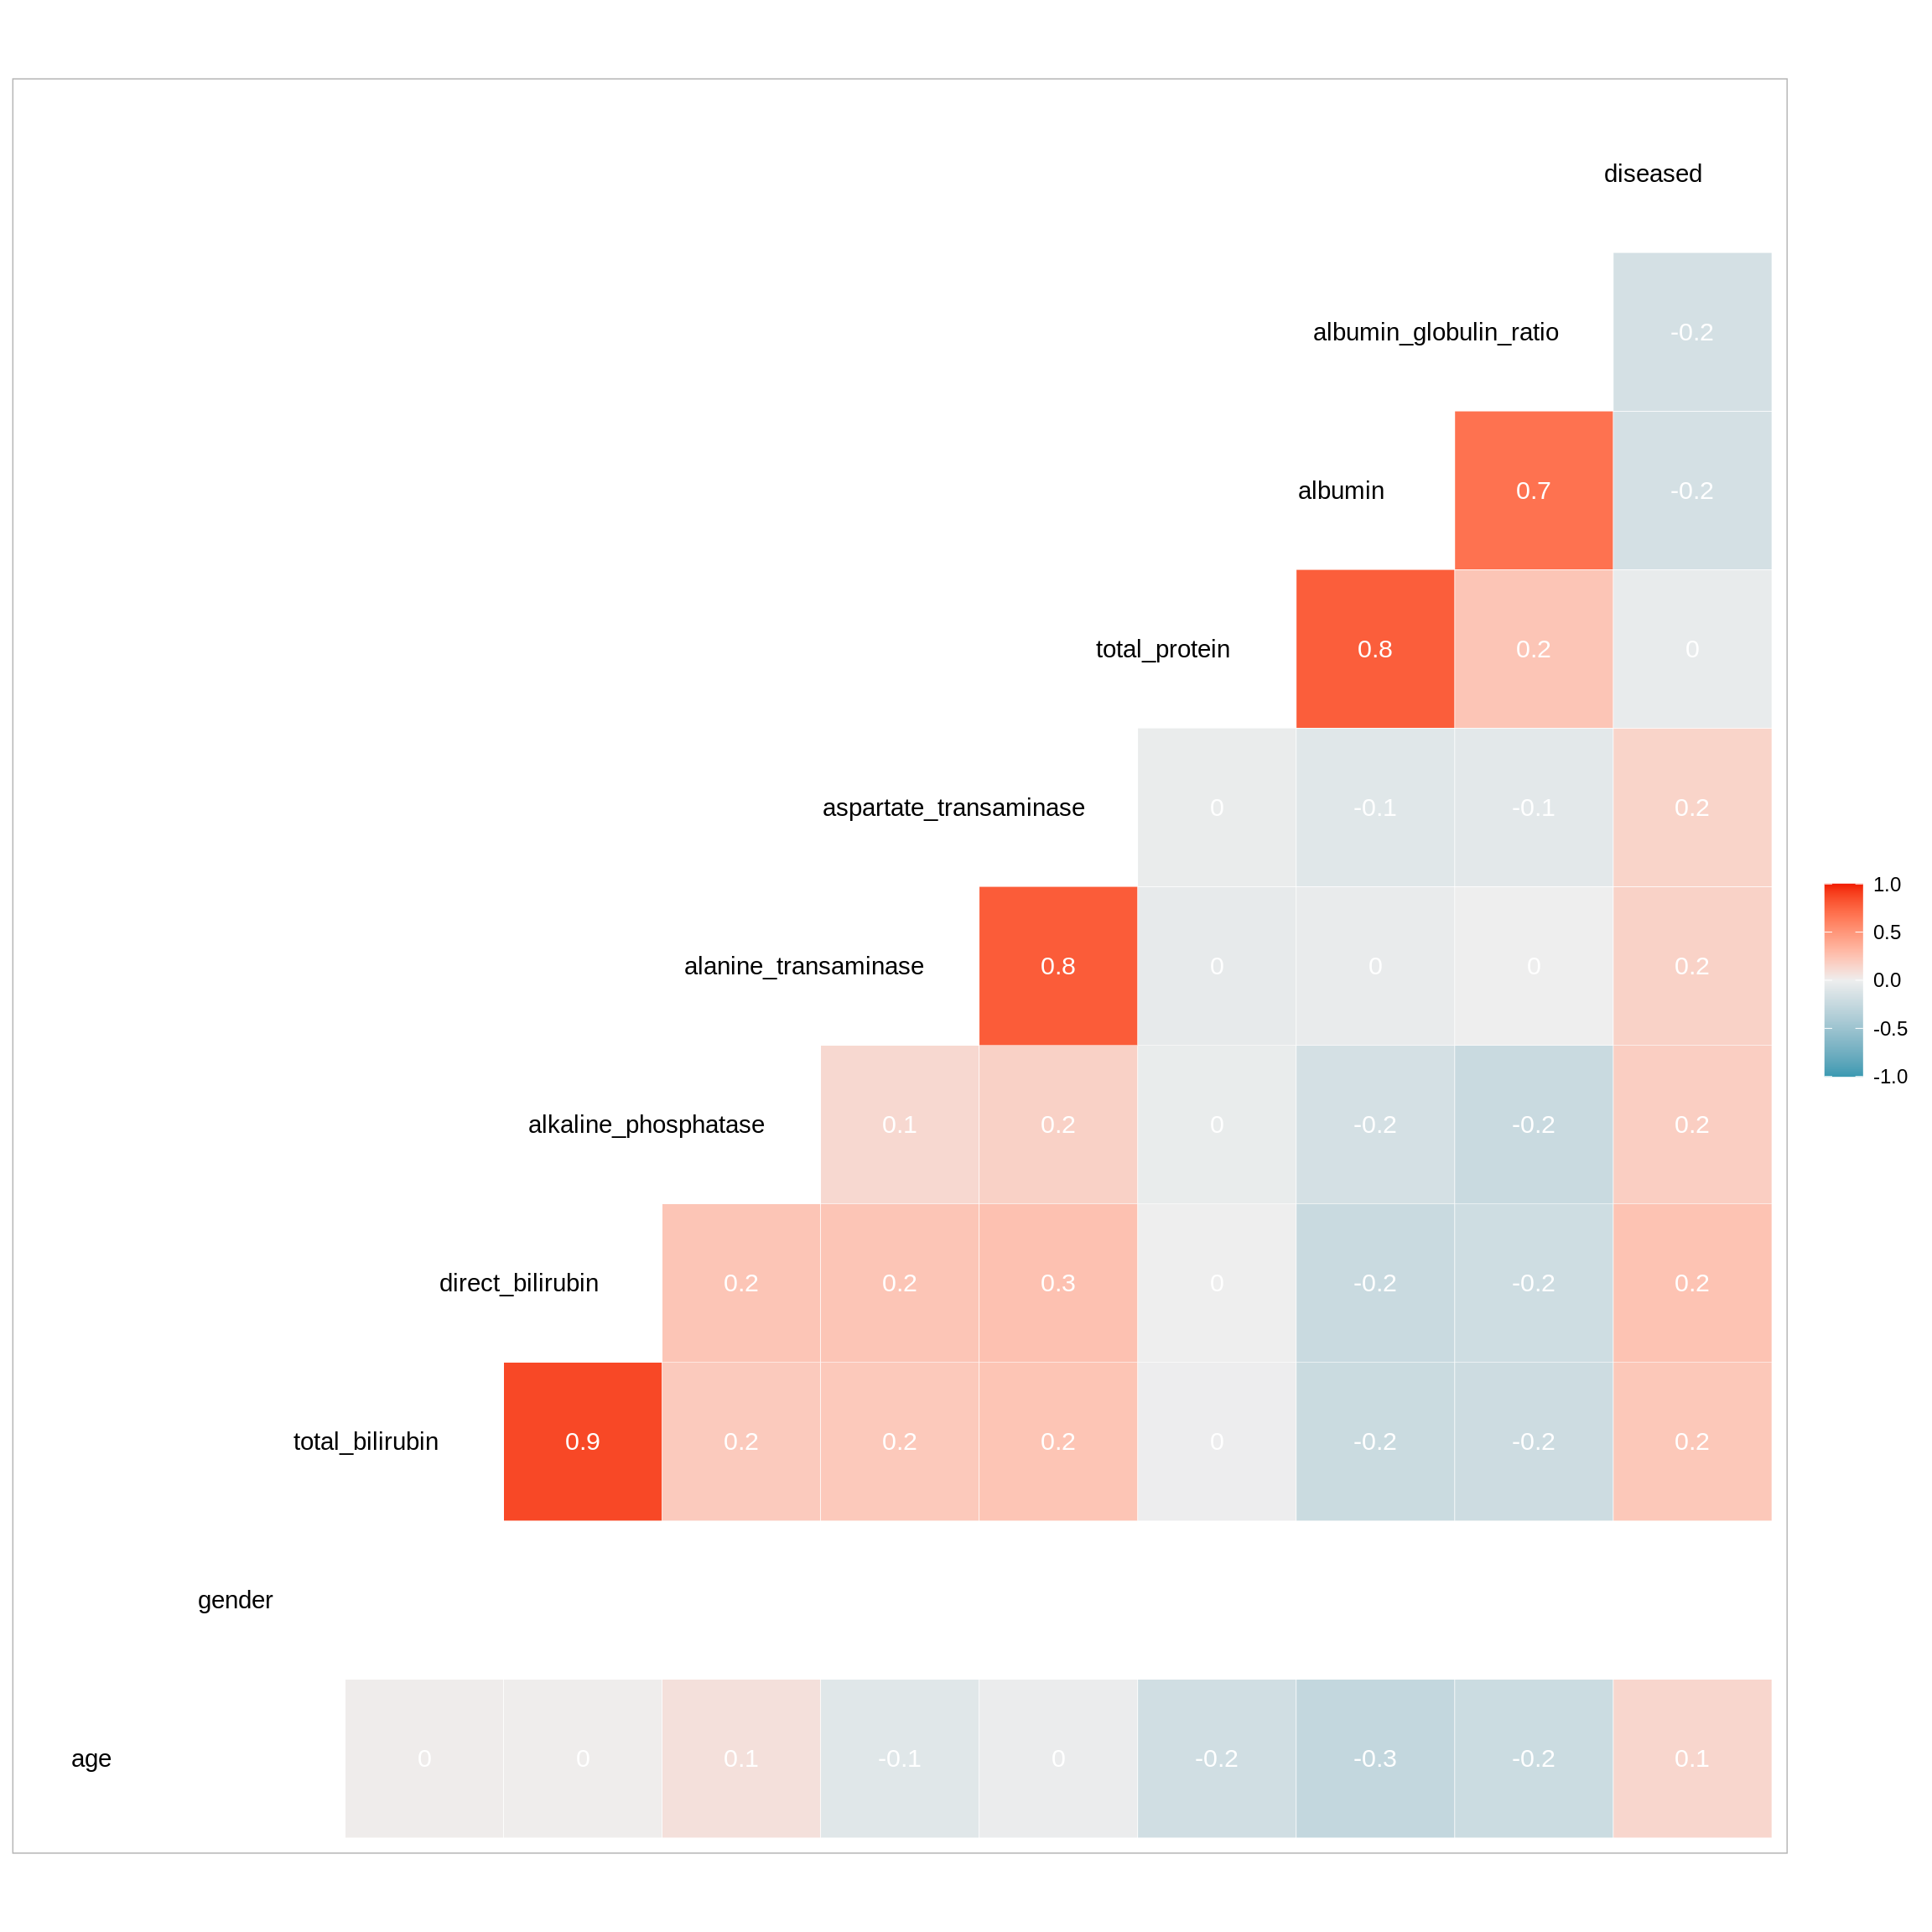 diseased
albumin_globulin_ratio -0.2
albumin 0.7 -0.2
total_protein 0.8 0.2 0
aspartate_transaminase 0 -0.1 -0.1 0.2
alanine_transaminase 0.8 0 0 0 0.2
alkaline_phosphatase 0.1 0.2 0 -0.2 -0.2 0.2
direct_bilirubin 0.2 0.2 0.3 0 -0.2 -0.2 0.2
total_bilirubin 0.9 0.2 0.2 0.2 0 -0.2 -0.2 0.2
gender
age 0 0 0.1 -0.1 0 -0.2 -0.3 -0.2 0.1
1.0
0.5
0.0
-0.5
-1.0